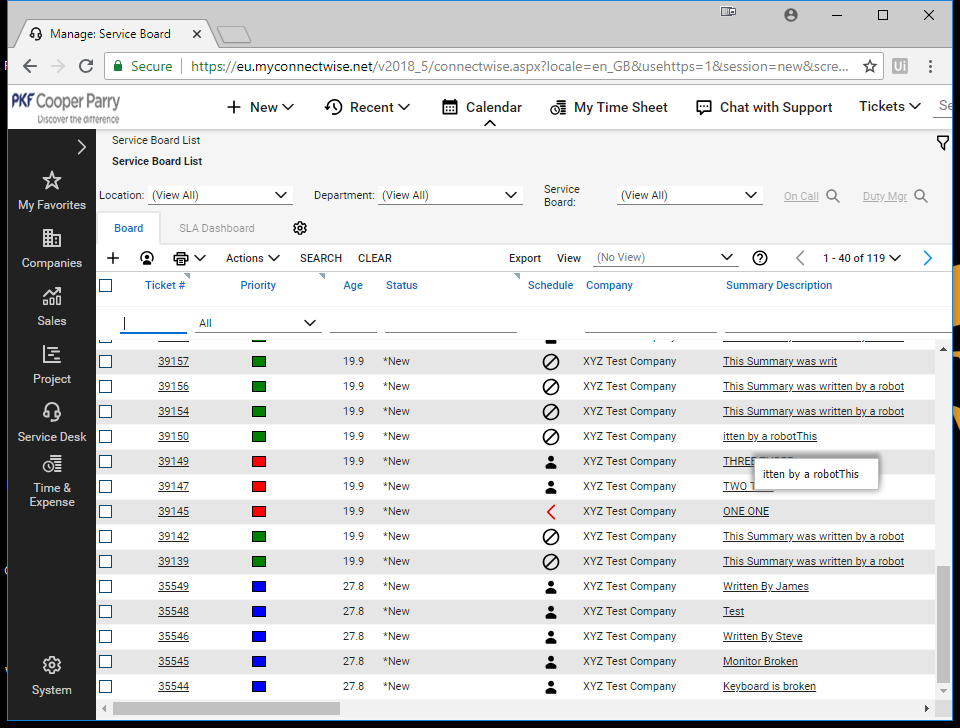 Manage: Service Board
Secure https://eu.myconnectwise.net/v2018_5/connectwise.aspx?locale=en_GB&usehttps=1&session=new&scre... Ui
PKF Cooper Parry
Discover the difference
New Recent Calendar My Time Sheet Chat with Support Tickets Se
Service Board List
Service Board List
Location: (View All) Department: (View All) Service Board: (View All) On Call Duty Mgr
Board SLA Dashboard
Actions SEARCH CLEAR Export View (No View) 1 - 40 of 119
Ticket # Priority Age Status Schedule Company Summary Description
All
39157 19.9 *New XYZ Test Company This Summary was writ
39156 19.9 *New XYZ Test Company This Summary was written by a robot
39154 19.9 *New XYZ Test Company This Summary was written by a robot
39150 19.9 *New XYZ Test Company itten by a robotThis
39149 19.9 *New XYZ Test Company THREE
itten by a robotThis
39147 19.9 *New XYZ Test Company TWO
39145 19.9 *New XYZ Test Company ONE ONE
39142 19.9 *New XYZ Test Company This Summary was written by a robot
39139 19.9 *New XYZ Test Company This Summary was written by a robot
35549 27.8 *New XYZ Test Company Written By James
35548 27.8 *New XYZ Test Company Test
35546 27.8 *New XYZ Test Company Written By Steve
35545 27.8 *New XYZ Test Company Monitor Broken
35544 27.8 *New XYZ Test Company Keyboard is broken
My Favorites
Companies
Sales
Project
Service Desk
Time &
Expense
System